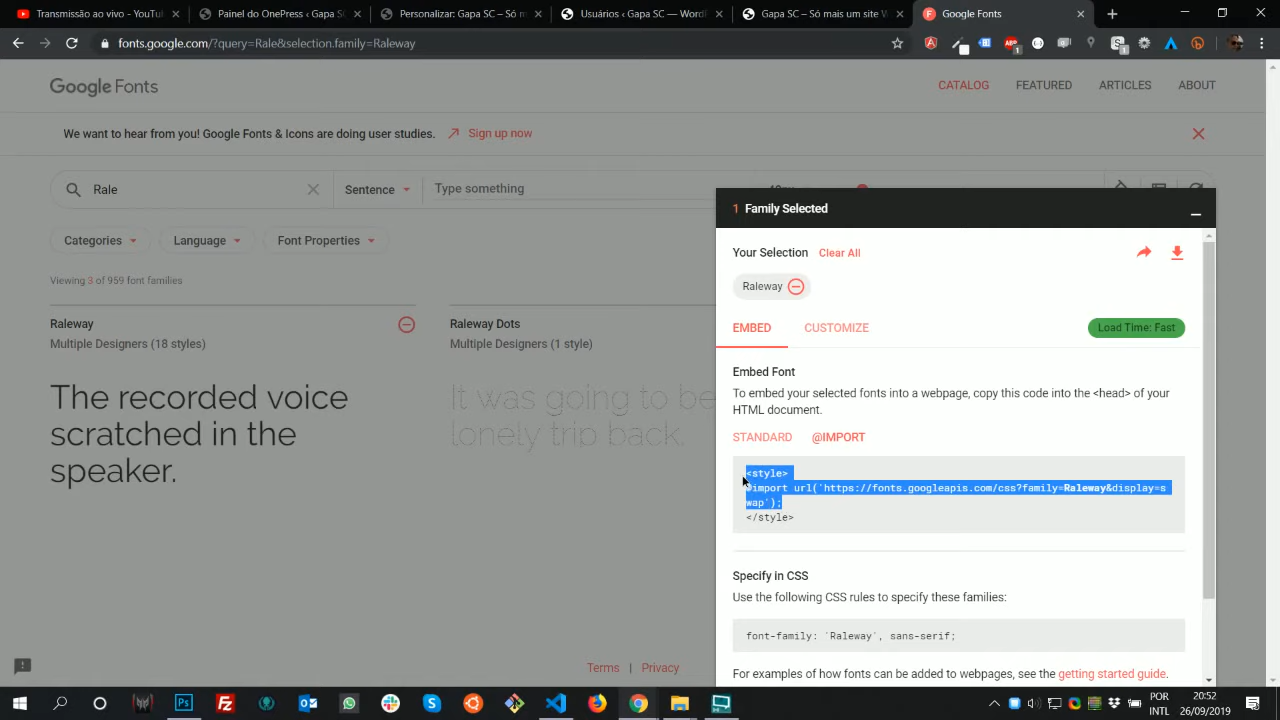 Transmissão ao vivo - YouTu
Painel do OnePress ‹ Gapa SC
Personalizar: Gapa SC – Só m
Usuários ‹ Gapa SC — WordP
Gapa SC – Só mais um site W
Google Fonts
fonts.google.com/?query=Rale&selection.family=Raleway
Google Fonts
CATALOG
FEATURED
ARTICLES
ABOUT
We want to hear from you! Google Fonts & Icons are doing user studies.
Sign up now
Rale
Sentence
Type something
Categories
Language
Font Properties
Viewing 3 of 959 font families
Raleway
Multiple Designers (18 styles)
The recorded voice
scratched in the
speaker.
Raleway Dots
Multiple Designers (1 style)
It was going to be
lonely trip back.
1 Family Selected
Your Selection
Clear All
Raleway
EMBED
CUSTOMIZE
Load Time: Fast
Embed Font
To embed your selected fonts into a webpage, copy this code into the <head> of your
HTML document.
STANDARD
@IMPORT
<style>
@import url('https://fonts.googleapis.com/css?family=Raleway&display=s
wap');
</style>
Specify in CSS
Use the following CSS rules to specify these families:
font-family: 'Raleway', sans-serif;
For examples of how fonts can be added to webpages, see the getting started guide.
Terms | Privacy
POR
INTL
20:52
26/09/2019